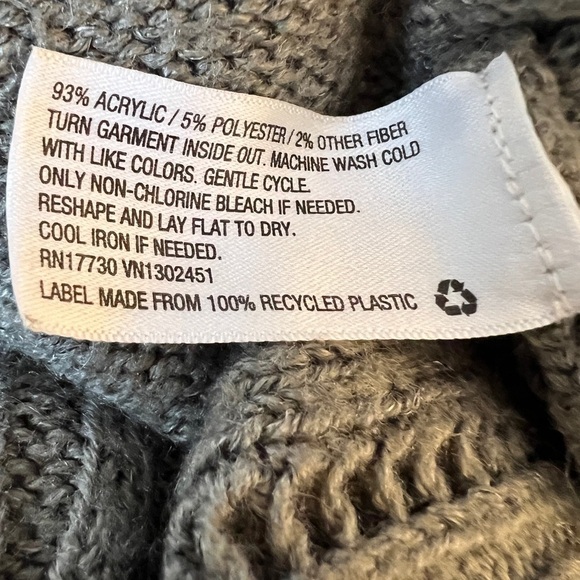 93% ACRYLIC / 5% POLYESTER / 2% OTHER FIBER
TURN GARMENT INSIDE OUT. MACHINE WASH COLD
WITH LIKE COLORS. GENTLE CYCLE.
ONLY NON-CHLORINE BLEACH IF NEEDED.
RESHAPE AND LAY FLAT TO DRY.
COOL IRON IF NEEDED.
RN17730 VN1302451
LABEL MADE FROM 100% RECYCLED PLASTIC